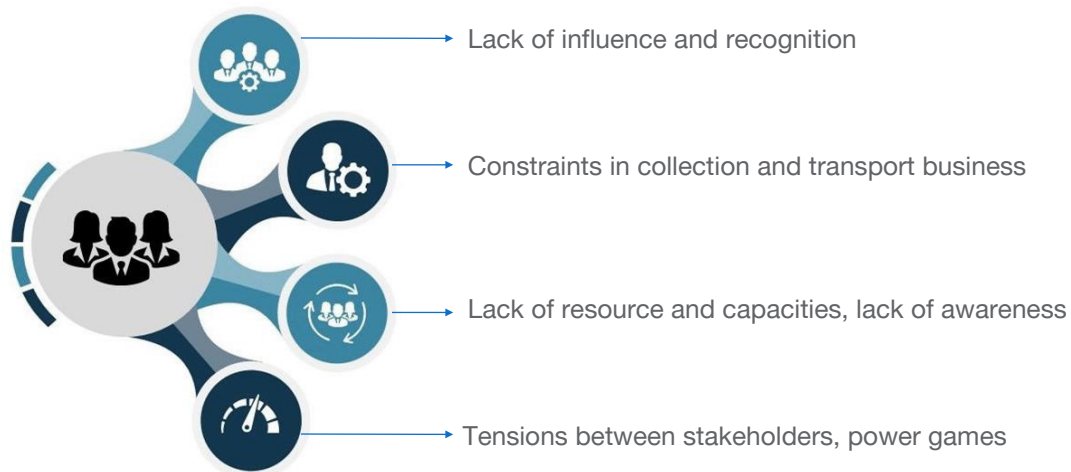 Lack of influence and recognition
Constraints in collection and transport business
Lack of resource and capacities, lack of awareness
Tensions between stakeholders, power games